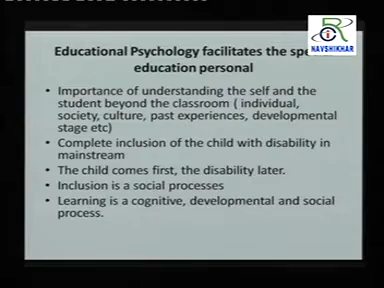 NAVSHIKHAR
Educational Psychology facilitates the
education personal
• Importance of understanding the self and the
student beyond the classroom ( individual,
society, culture, past experiences, developmental
stage etc)
• Complete inclusion of the child with disability in
mainstream
• The child comes first, the disability later.
• Inclusion is a social processes
• Learning is a cognitive, developmental and social
process.